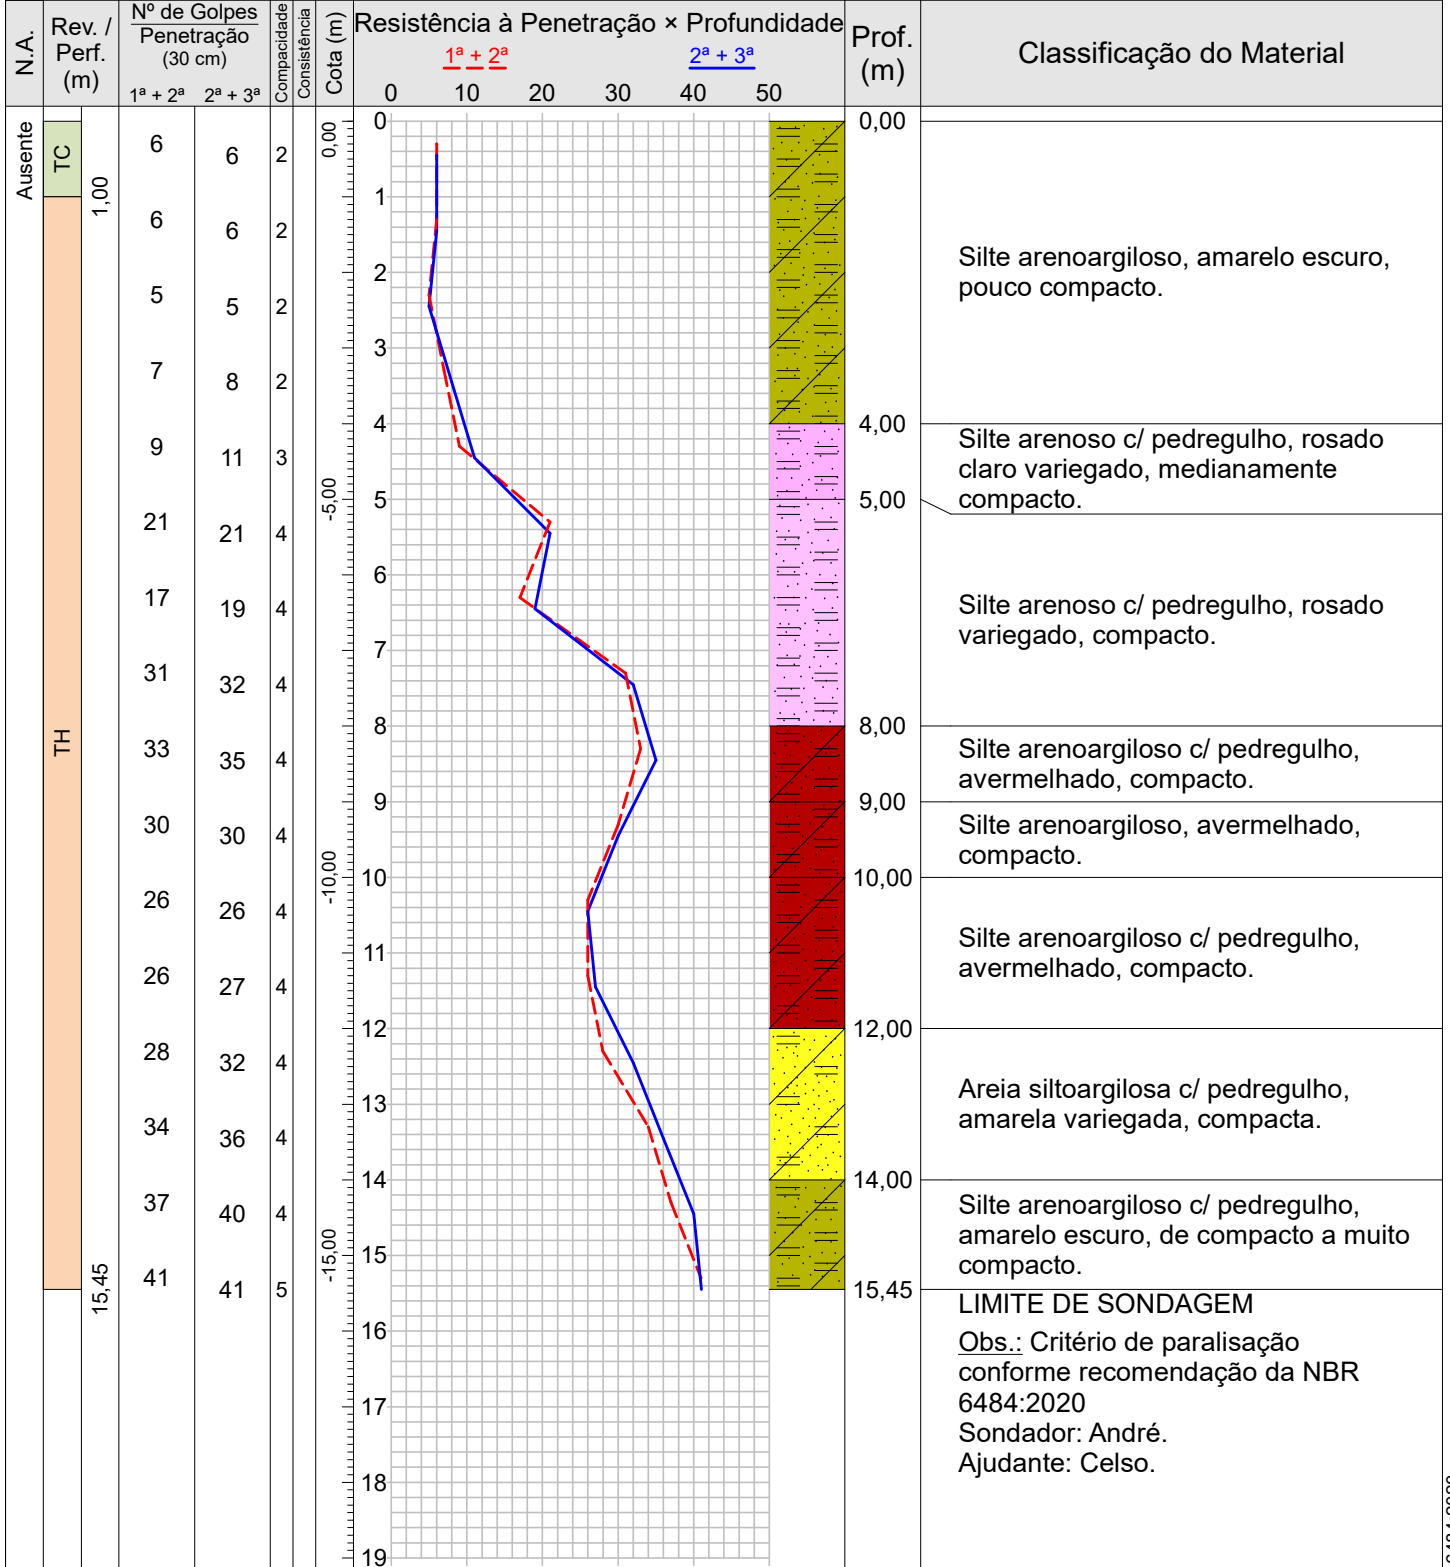 N.A.
Rev. /
Perf.
(m)
Nº de Golpes
Penetração
(30 cm)
1ª + 2ª 2ª + 3ª
Compacidade
Consistência
Cota (m)
Resistência à Penetração × Profundidade
1ª + 2ª 2ª + 3ª
0 10 20 30 40 50
Prof.
(m)
Classificação do Material
Ausente
TC
1,00
TH
15,45
6 6 2
6 6 2
5 5 2
7 8 2
9 11 3
21 21 4
17 19 4
31 32 4
33 35 4
30 30 4
26 26 4
26 27 4
28 32 4
34 36 4
37 40 4
41 41 5
0,00
-5,00
-10,00
-15,00
0
1
2
3
4
5
6
7
8
9
10
11
12
13
14
15
16
17
18
19
0,00
Silte arenoargiloso, amarelo escuro,
pouco compacto.
4,00
Silte arenoso c/ pedregulho, rosado
claro variegado, medianamente
compacto.
5,00
Silte arenoso c/ pedregulho, rosado
variegado, compacto.
8,00
Silte arenoargiloso c/ pedregulho,
avermelhado, compacto.
9,00
Silte arenoargiloso, avermelhado,
compacto.
10,00
Silte arenoargiloso c/ pedregulho,
avermelhado, compacto.
12,00
Areia siltoargilosa c/ pedregulho,
amarela variegada, compacta.
14,00
Silte arenoargiloso c/ pedregulho,
amarelo escuro, de compacto a muito
compacto.
15,45
LIMITE DE SONDAGEM
Obs.: Critério de paralisação
conforme recomendação da NBR
6484:2020
Sondador: André.
Ajudante: Celso.